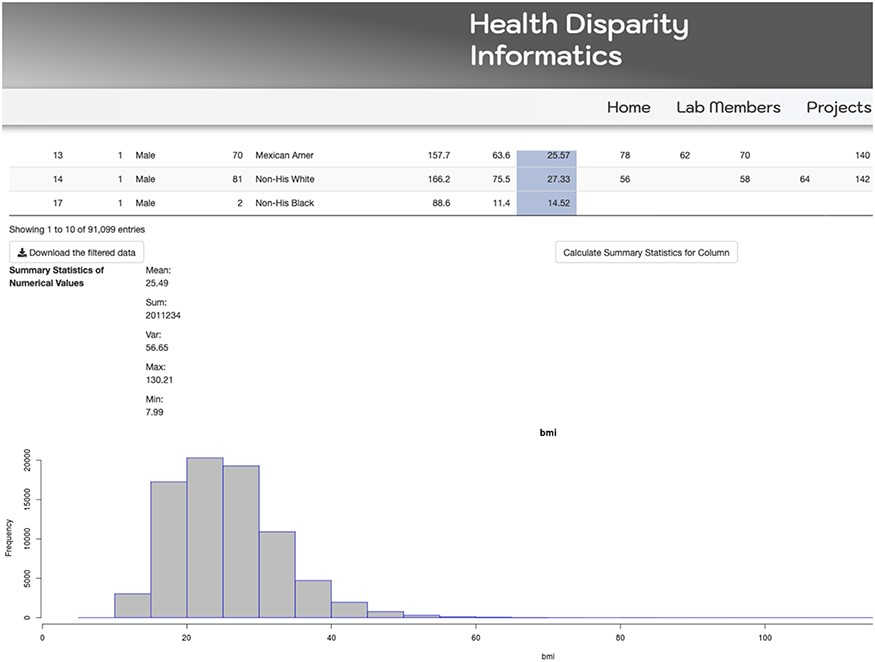 Health Disparity
Informatics
Home Lab Members Projects
13 1 Male 70 Mexican Amer 157.7 63.6 25.57 78 62 70 140
14 1 Male 81 Non-His White 166.2 75.5 27.33 56 58 64 142
17 1 Male 2 Non-His Black 88.6 11.4 14.52
Showing 1 to 10 of 91,099 entries
Download the filtered data Calculate Summary Statistics for Column
Summary Statistics of Mean:
Numerical Values 25.49
Sum:
2011234
Var:
56.65
Max:
130.21
Min:
7.99
bmi
20000
15000
10000
5000
0
Frequency
0 20 40 60 80 100
bmi